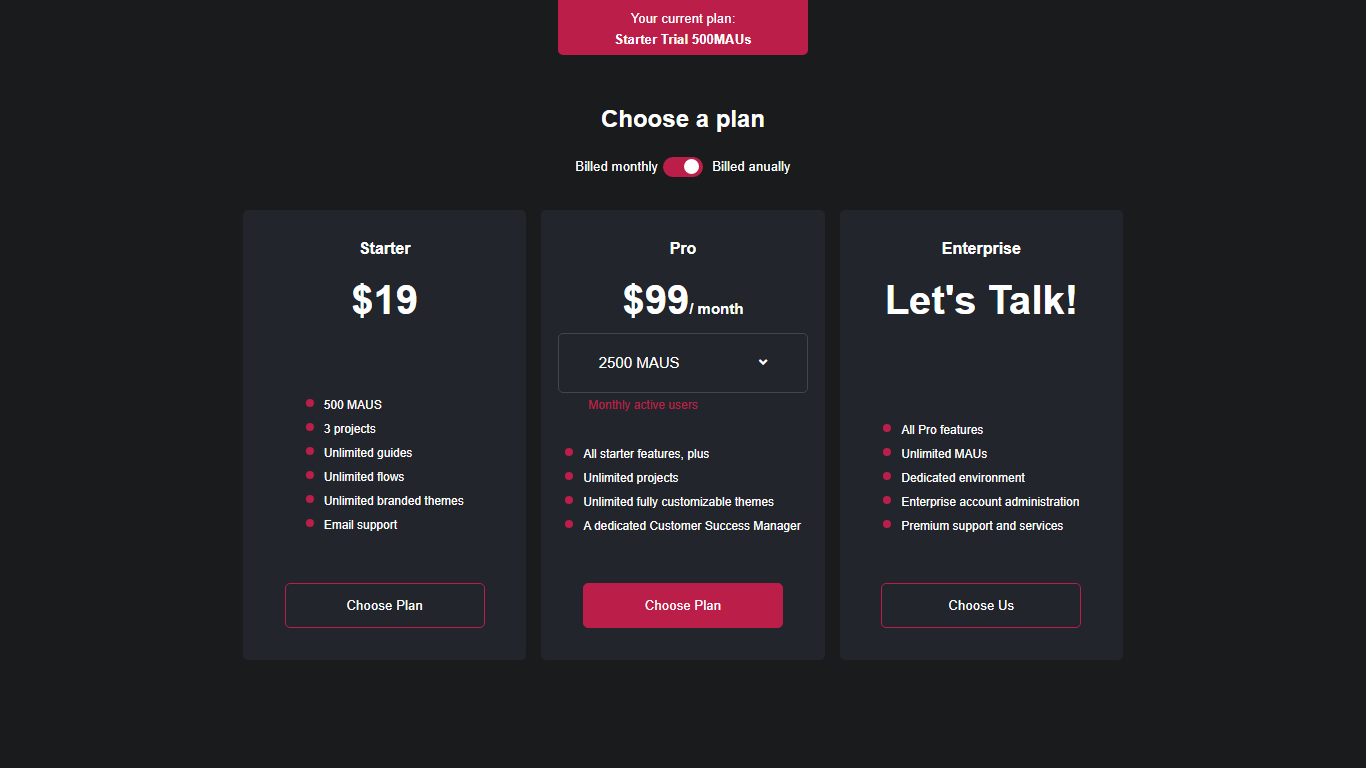 Your current plan:
Starter Trial 500MAUs
Choose a plan
Billed monthly
Billed anually
Starter
$19
500 MAUS
3 projects
Unlimited guides
Unlimited flows
Unlimited branded themes
Email support
Choose Plan
Pro
$99/ month
2500 MAUS
Monthly active users
All starter features, plus
Unlimited projects
Unlimited fully customizable themes
A dedicated Customer Success Manager
Choose Plan
Enterprise
Let's Talk!
All Pro features
Unlimited MAUs
Dedicated environment
Enterprise account administration
Premium support and services
Choose Us